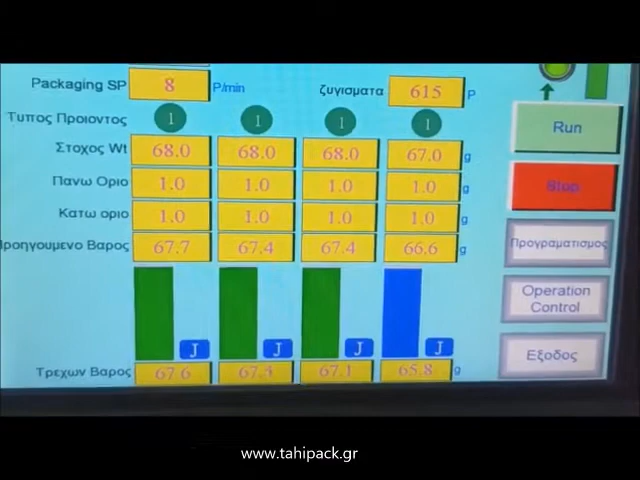 Packaging SP 8 P/min ζυγισματα 615 P
Τυπος Προιοντος 1 1 1 1
Run
Στοχος Wt 68.0 68.0 68.0 67.0 g
Πανω Οριο 1.0 1.0 1.0 1.0 g
Stop
Κατω οριο 1.0 1.0 1.0 1.0 g
Προηγουμενο Βαρος 67.7 67.4 67.4 66.6 g
Προγραματισμος
Operation
Control
J J J J
Εξοδος
Τρεχων Βαρος 67.6 67.4 67.1 65.8 g
www.tahipack.gr